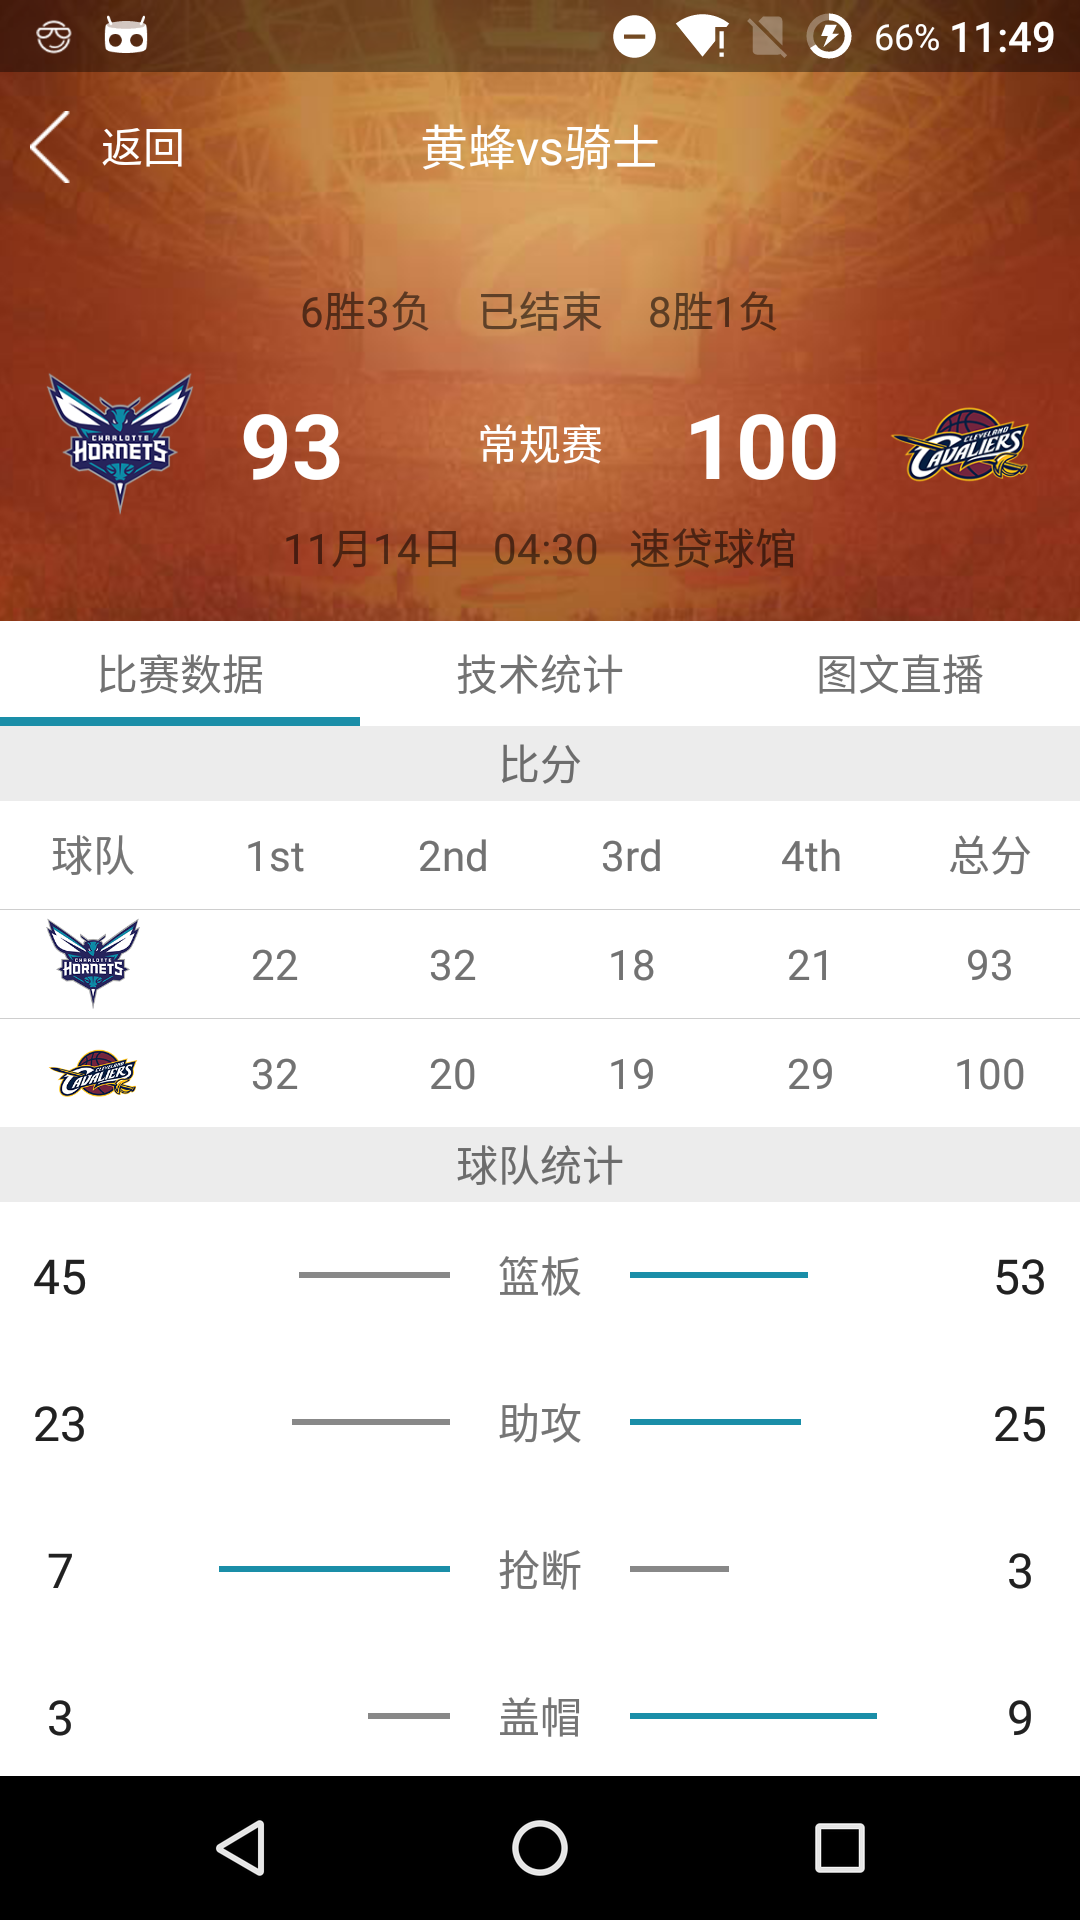 66% 11:49
返回 黄蜂vs骑士
6胜3负 已结束 8胜1负
CHARLOTTE HORNETS 93 常规赛 100 CLEVELAND CAVALIERS
11月14日 04:30 速贷球馆
比赛数据 技术统计 图文直播
比分
球队 1st 2nd 3rd 4th 总分
CHARLOTTE HORNETS 22 32 18 21 93
CAVALIERS 32 20 19 29 100
球队统计
45 篮板 53
23 助攻 25
7 抢断 3
3 盖帽 9